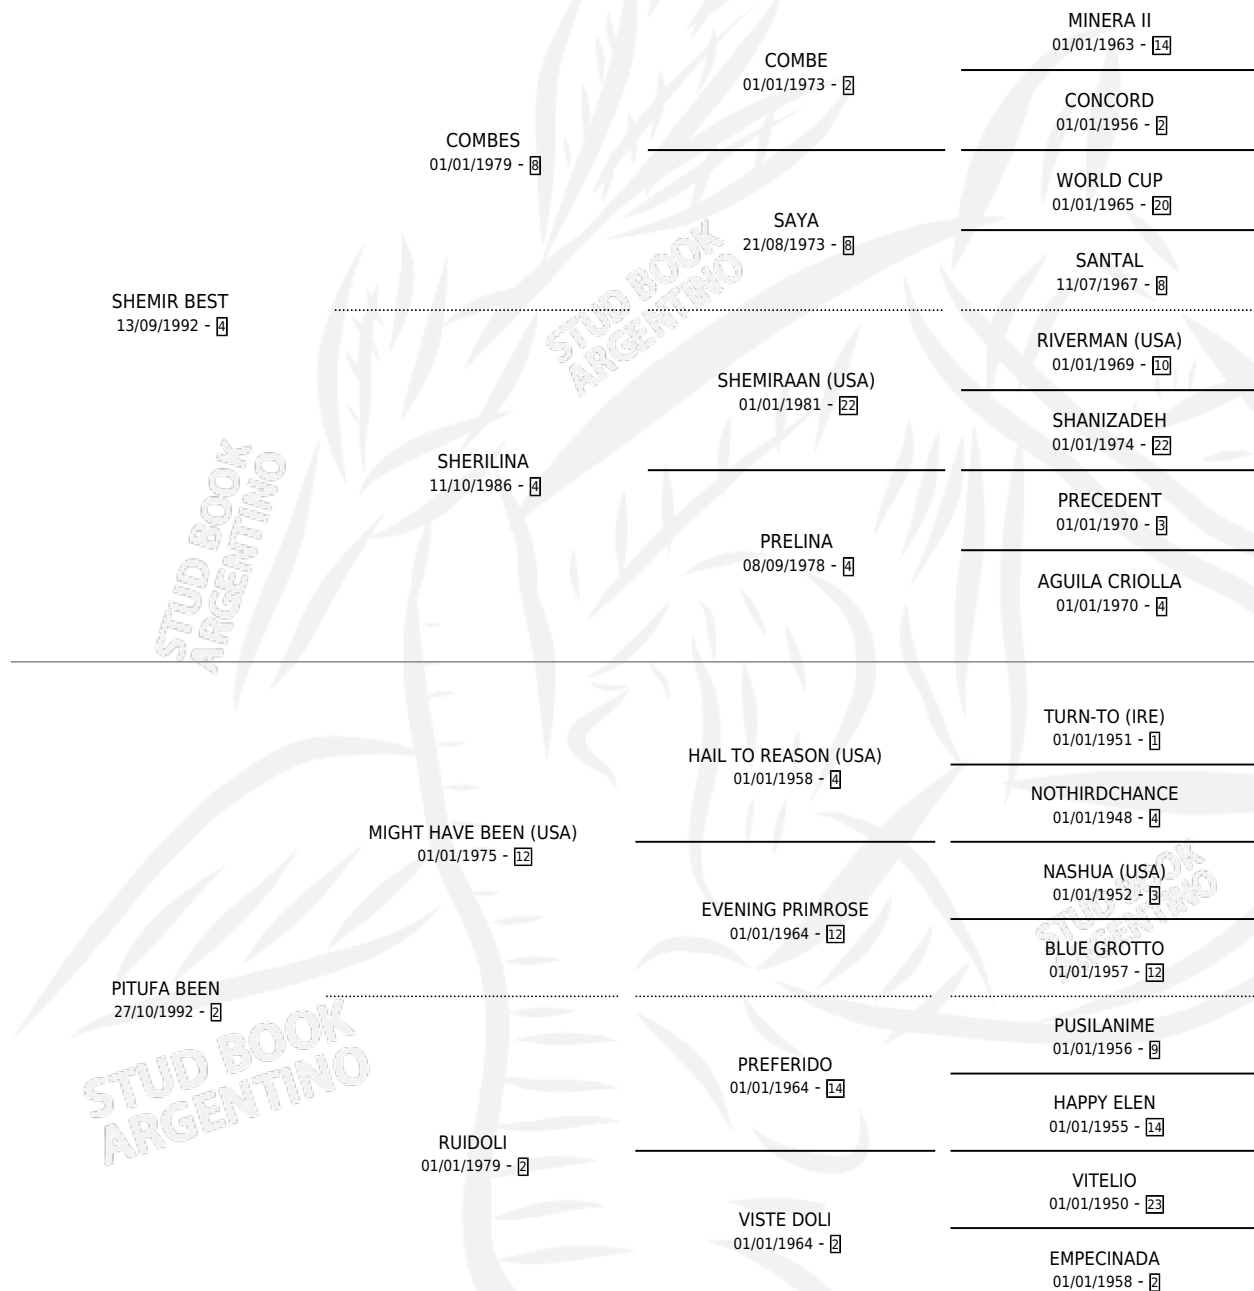 MINERA II
01/01/1963 - 14
COMBE
01/01/1973 - 2
CONCORD
01/01/1956 - 2
COMBES
01/01/1979 - 8
WORLD CUP
01/01/1965 - 20
SAYA
21/08/1973 - 8
SANTAL
11/07/1967 - 8
SHEMIR BEST
13/09/1992 - 4
RIVERMAN (USA)
01/01/1969 - 10
SHEMIRAAN (USA)
01/01/1981 - 22
SHANIZADEH
01/01/1974 - 22
SHERILINA
11/10/1986 - 4
PRECEDENT
01/01/1970 - 3
PRELINA
08/09/1978 - 4
AGUILA CRIOLLA
01/01/1970 - 4
TURN-TO (IRE)
01/01/1951 - 1
HAIL TO REASON (USA)
01/01/1958 - 4
NOTHIRDCHANCE
01/01/1948 - 4
MIGHT HAVE BEEN (USA)
01/01/1975 - 12
NASHUA (USA)
01/01/1952 - 3
EVENING PRIMROSE
01/01/1964 - 12
BLUE GROTTO
01/01/1957 - 12
PITUFA BEEN
27/10/1992 - 2
PUSILANIME
01/01/1956 - 9
PREFERIDO
01/01/1964 - 14
HAPPY ELEN
01/01/1955 - 14
RUIDOLI
01/01/1979 - 2
VITELIO
01/01/1950 - 23
VISTE DOLI
01/01/1964 - 2
EMPECINADA
01/01/1958 - 2
STUD BOOK
ARGENTINO
STUD BOOK
ARGENTINO
STUD BOOK
ARGENTINO
STUD BOOK
ARGENTINO